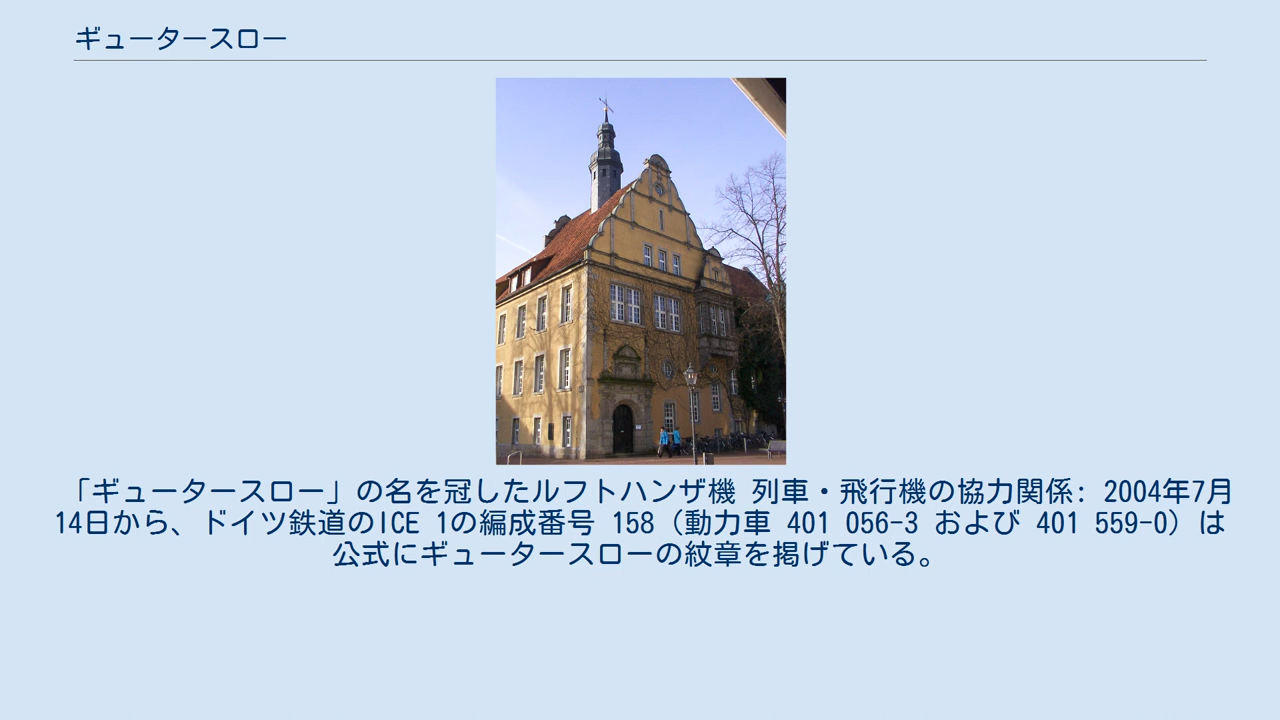 ギュータースロー
「ギュータースロー」の名を冠したルフトハンザ機 列車・飛行機の協力関係: 2004年7月
14日から、ドイツ鉄道のICE 1の編成番号 158（動力車 401 056-3 および 401 559-0）は
公式にギュータースローの紋章を掲げている。